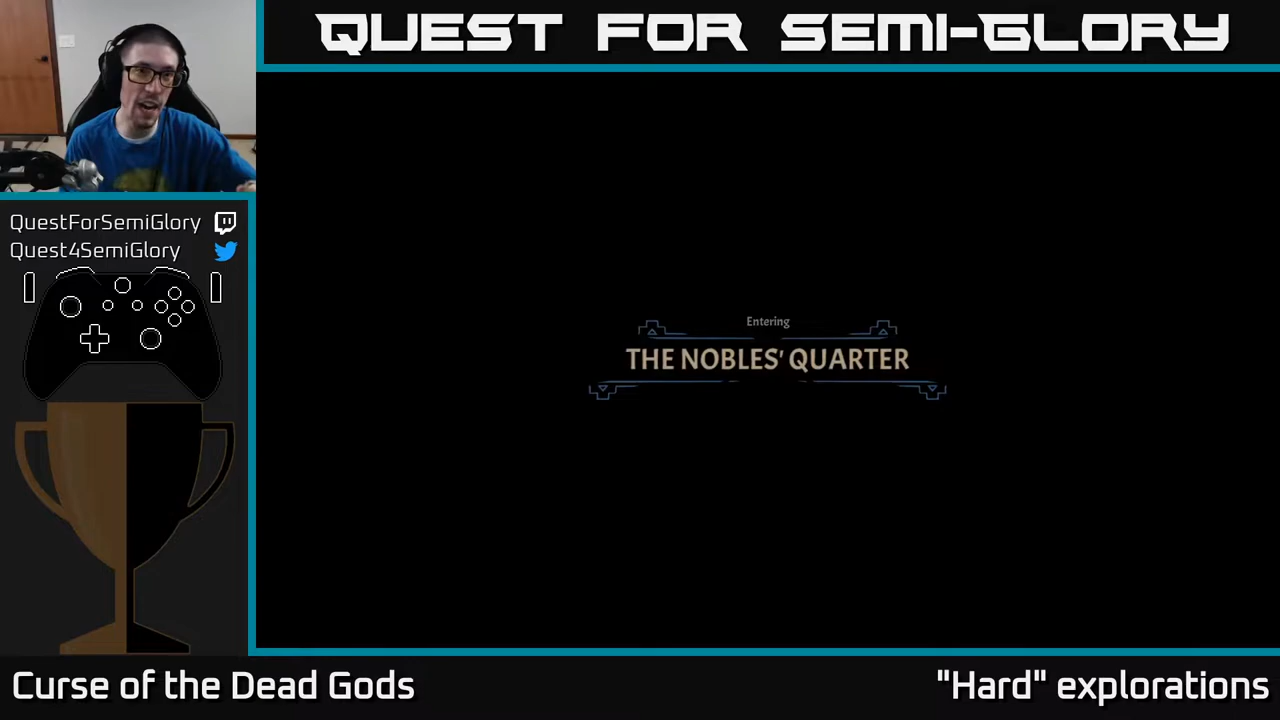 QUEST FOR SEMI-GLORY
QuestForSemiGlory
Quest4SemiGlory
Entering
THE NOBLES' QUARTER
Curse of the Dead Gods
"Hard" explorations